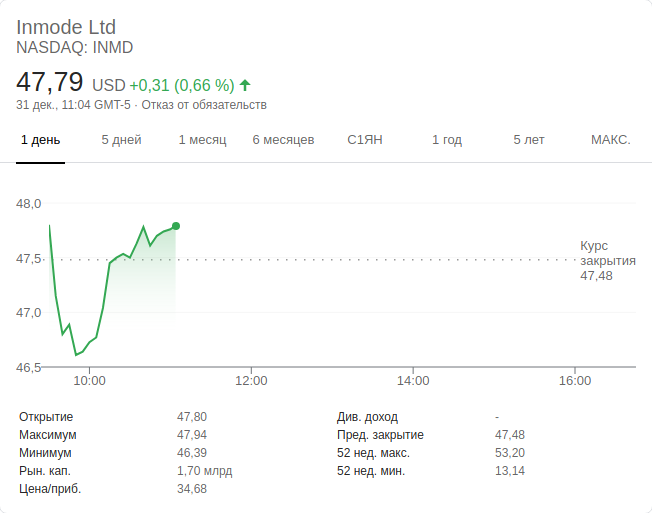 Inmode Ltd
NASDAQ: INMD
47,79 USD +0,31 (0,66 %)
31 дек., 11:04 GMT-5 · Отказ от обязательств
1 день 5 дней 1 месяц 6 месяцев С1ЯН 1 год 5 лет МАКС.
48,0
47,5
47,0
46,5
Курс
закрытия
47,48
10:00 12:00 14:00 16:00
Открытие 47,80 Див. доход -
Максимум 47,94 Пред. закрытие 47,48
Минимум 46,39 52 нед. макс. 53,20
Рын. кап. 1,70 млрд 52 нед. мин. 13,14
Цена/приб. 34,68